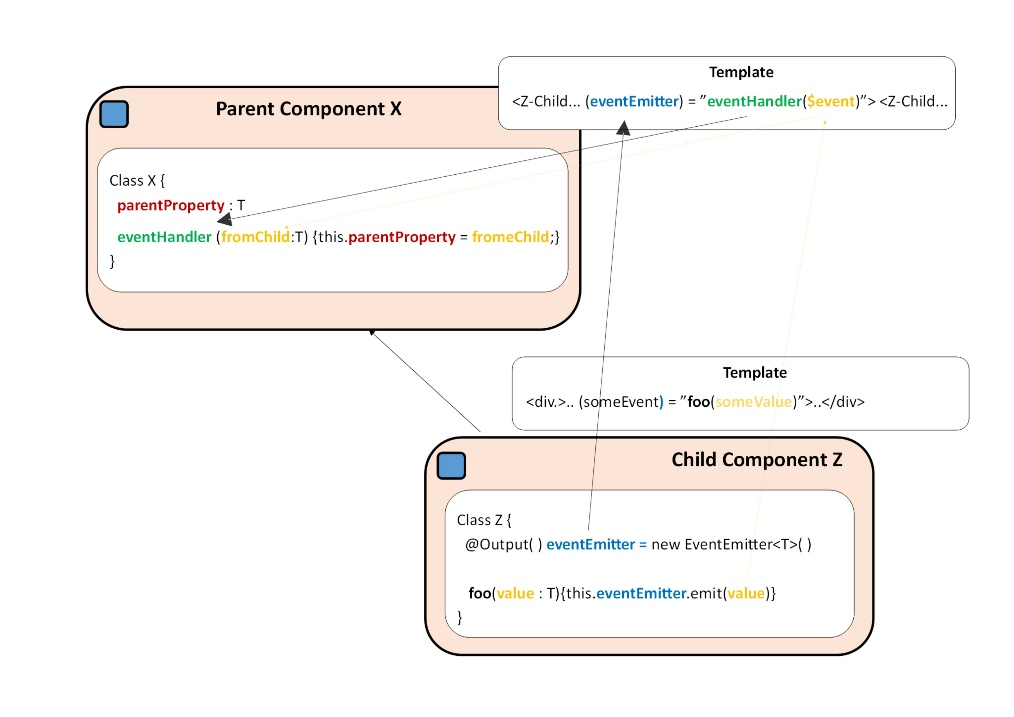 Template
<Z-Child... (eventEmitter) = ”eventHandler($event)”> <Z-Child...
Parent Component X
Class X {
parentProperty : T
eventHandler (fromChild:T) {this.parentProperty = fromeChild;}
}
Template
<div.>.. (someEvent) = ”foo(someValue)”>..</div>
Child Component Z
Class Z {
@Output( ) eventEmitter = new EventEmitter<T>( )
foo(value : T){this.eventEmitter.emit(value)}
}